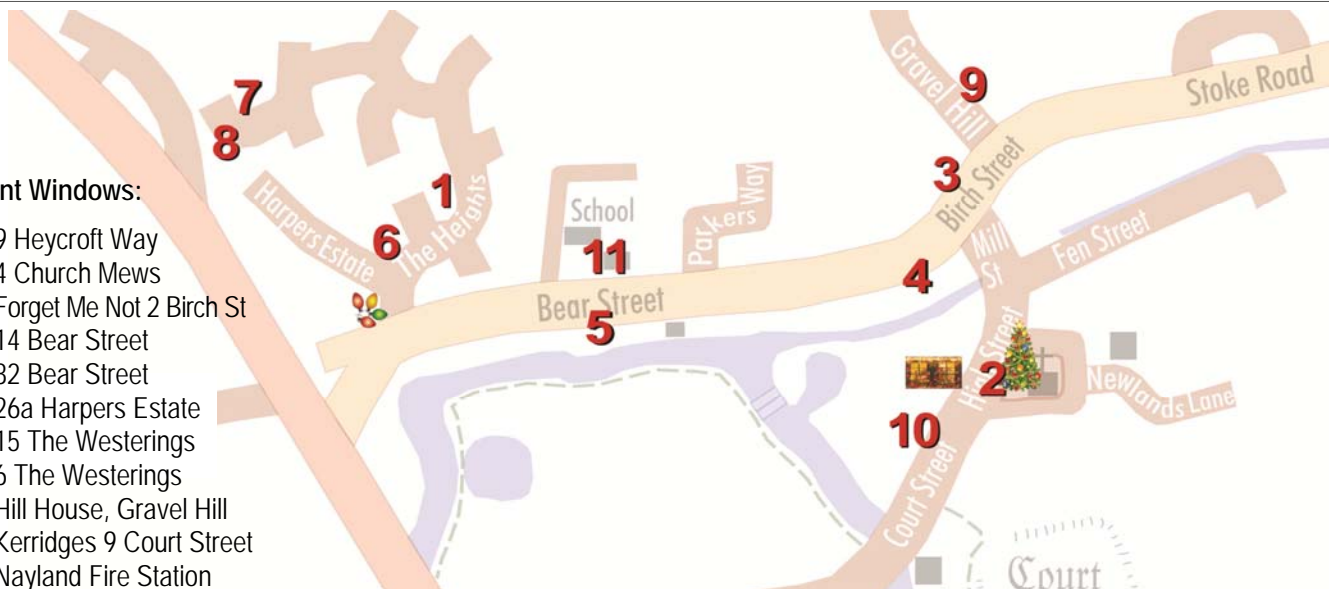 nt Windows:
9 Heycroft Way
4 Church Mews
Forget Me Not 2 Birch St
14 Bear Street
32 Bear Street
26a Harpers Estate
15 The Westerings
6 The Westerings
Hill House, Gravel Hill
Kerridges 9 Court Street
Nayland Fire Station
7
8
1
6
Harpers Estate
The Heights
School
11
Parkers Way
Bear Street
5
Gravel Hill
9
3
Birch Street
Stoke Road
4
Mill St
Fen Street
High Street
2
Newlands Lane
10
Court Street
Court